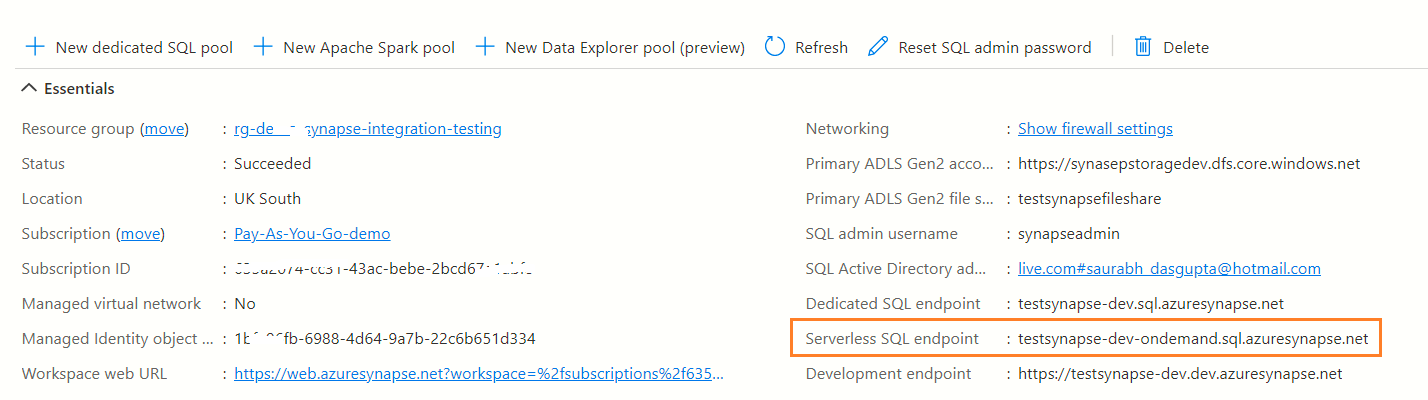 New dedicated SQL pool New Apache Spark pool New Data Explorer pool (preview) Refresh Reset SQL admin password Delete
Essentials
Resource group (move) : rg-de synapse-integration-testing
Status : Succeeded
Location : UK South
Subscription (move) : Pay-As-You-Go-demo
Subscription ID :
Managed virtual network : No
Managed Identity object ... :
Workspace web URL : https://web.azuresynapse.net?workspace=%2fsubscriptions%2f635...
Networking : Show firewall settings
Primary ADLS Gen2 acco... : https://synasepstoragedev.dfs.core.windows.net
Primary ADLS Gen2 file s... : testsynapsefileshare
SQL admin username : synapseadmin
SQL Active Directory ad... : live.com#saurabh_dasgupta@hotmail.com
Dedicated SQL endpoint : testsynapse-dev.sql.azuresynapse.net
Serverless SQL endpoint : testsynapse-dev-ondemand.sql.azuresynapse.net
Development endpoint : https://testsynapse-dev.dev.azuresynapse.net